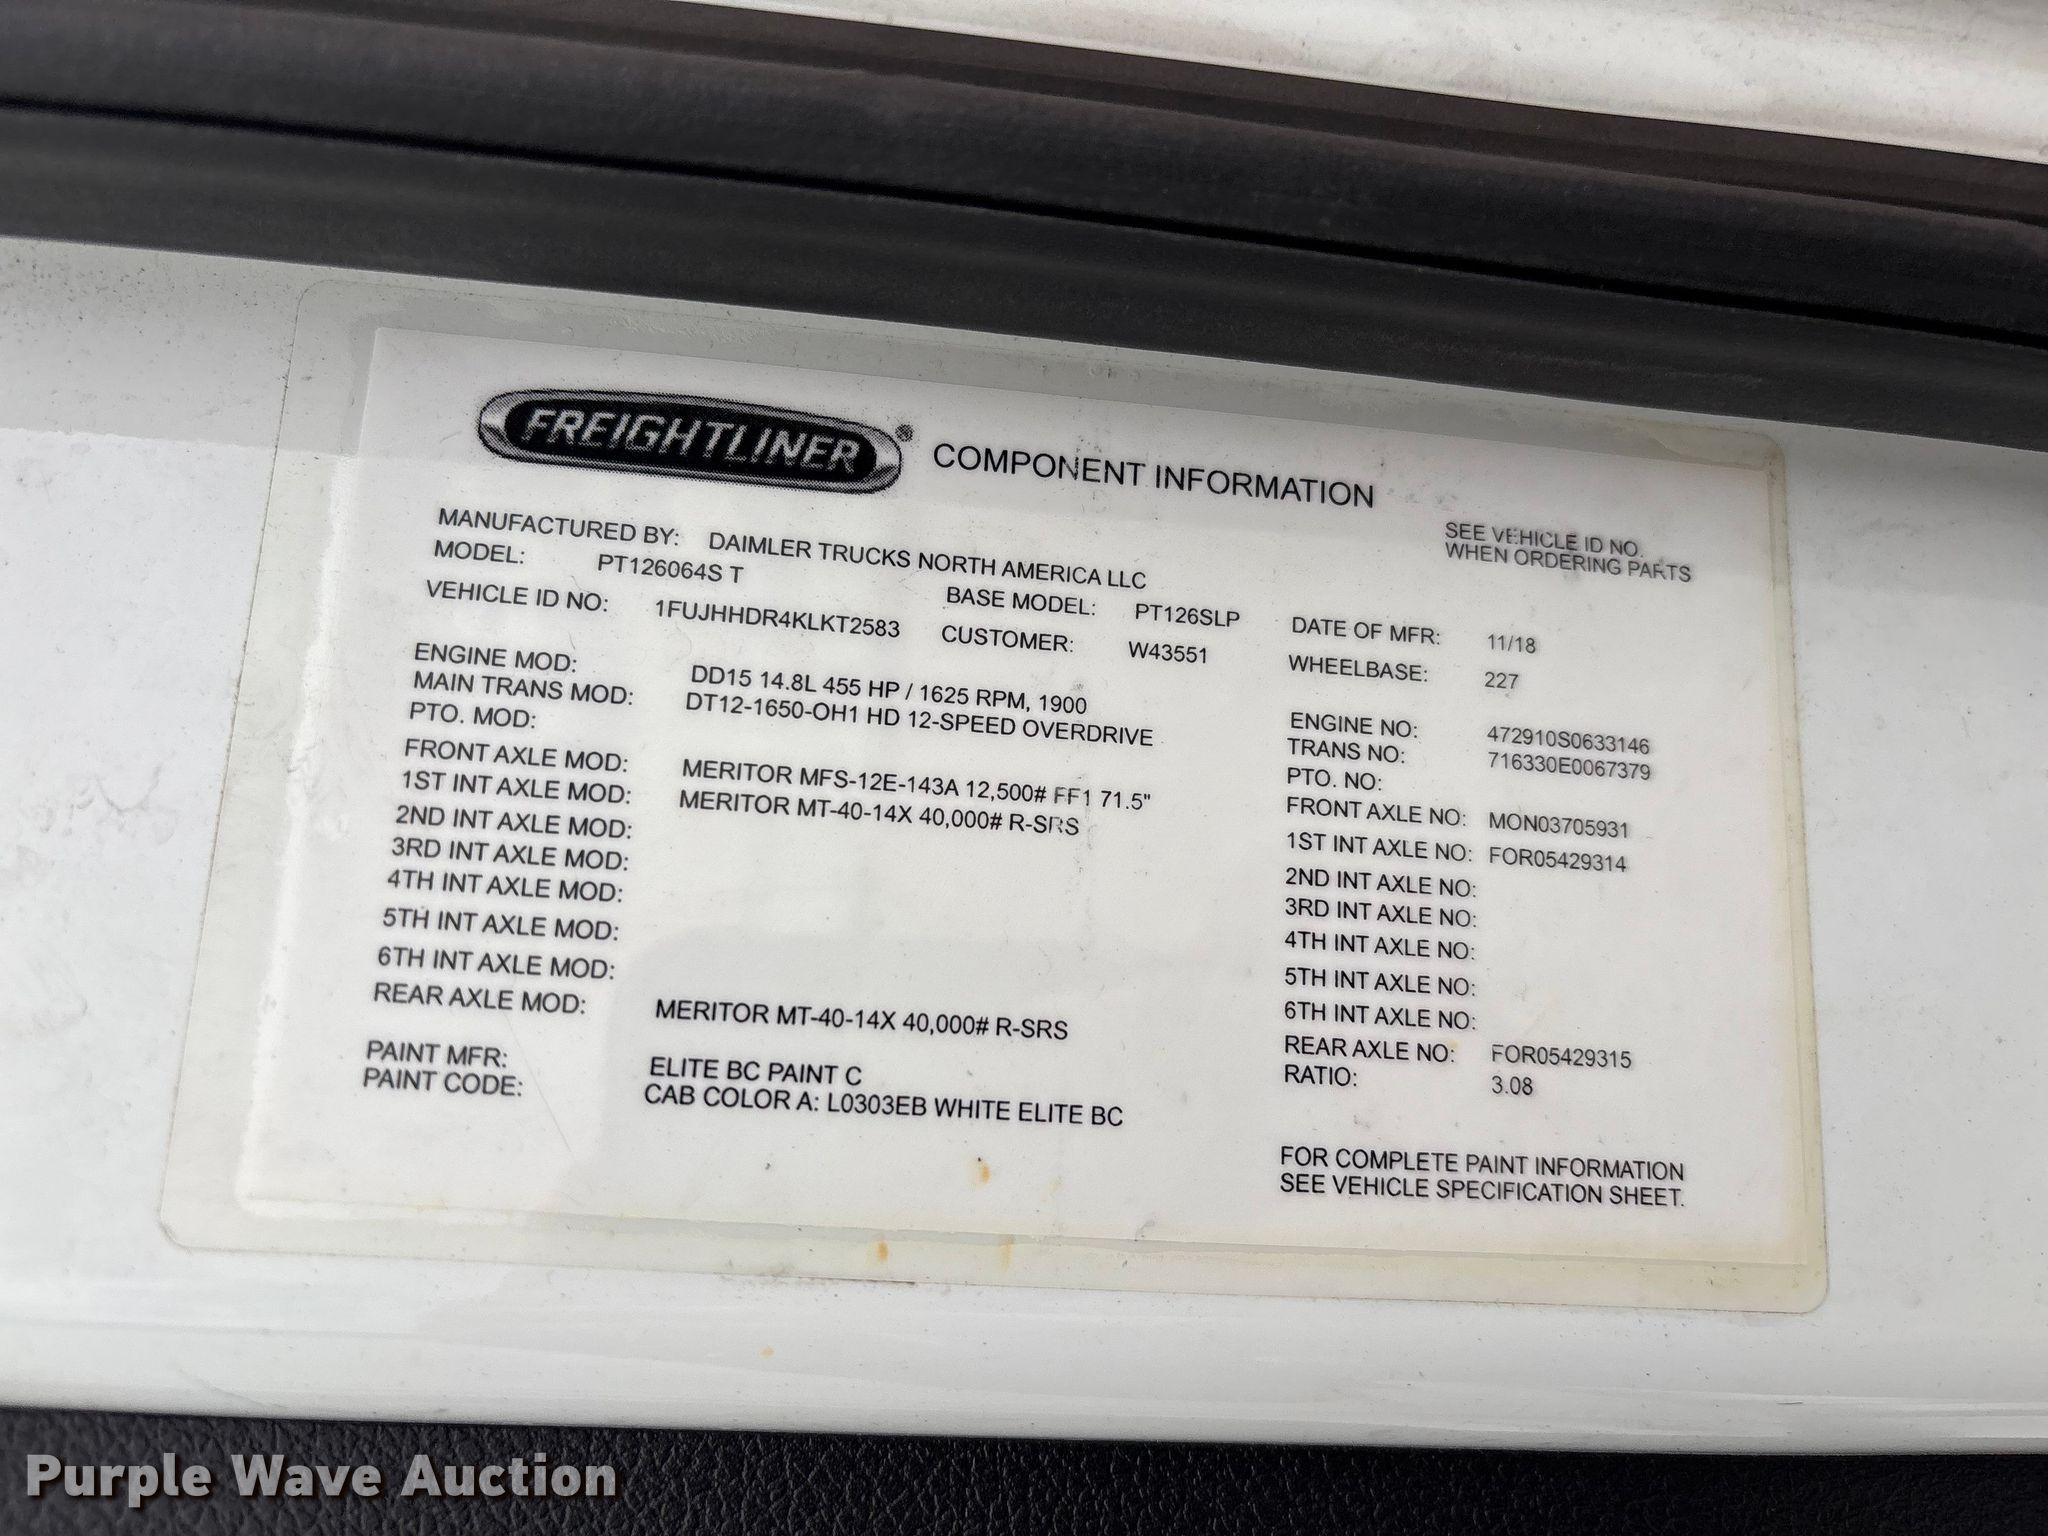 FREIGHTLINER® COMPONENT INFORMATION
SEE VEHICLE ID NO.
WHEN ORDERING PARTS
MANUFACTURED BY: DAIMLER TRUCKS NORTH AMERICA LLC
MODEL: PT126064S T BASE MODEL: PT126SLP DATE OF MFR: 11/18
VEHICLE ID NO: 1FUJHHDR4KLKT2583 CUSTOMER: W43551 WHEELBASE: 227
ENGINE MOD: DD15 14.8L 455 HP / 1625 RPM, 1900 ENGINE NO: 472910S0633146
MAIN TRANS MOD: DT12-1650-OH1 HD 12-SPEED OVERDRIVE TRANS NO: 716330E0067379
PTO. MOD: PTO. NO:
FRONT AXLE MOD: MERITOR MFS-12E-143A 12,500# FF1 71.5" FRONT AXLE NO: MON03705931
1ST INT AXLE MOD: MERITOR MT-40-14X 40,000# R-SRS 1ST INT AXLE NO: FOR05429314
2ND INT AXLE MOD: 2ND INT AXLE NO:
3RD INT AXLE MOD: 3RD INT AXLE NO:
4TH INT AXLE MOD: 4TH INT AXLE NO:
5TH INT AXLE MOD: 5TH INT AXLE NO:
6TH INT AXLE MOD: 6TH INT AXLE NO:
REAR AXLE MOD: MERITOR MT-40-14X 40,000# R-SRS REAR AXLE NO: FOR05429315
RATIO: 3.08
PAINT MFR: ELITE BC PAINT C
PAINT CODE: CAB COLOR A: L0303EB WHITE ELITE BC
FOR COMPLETE PAINT INFORMATION
SEE VEHICLE SPECIFICATION SHEET.
Purple Wave Auction